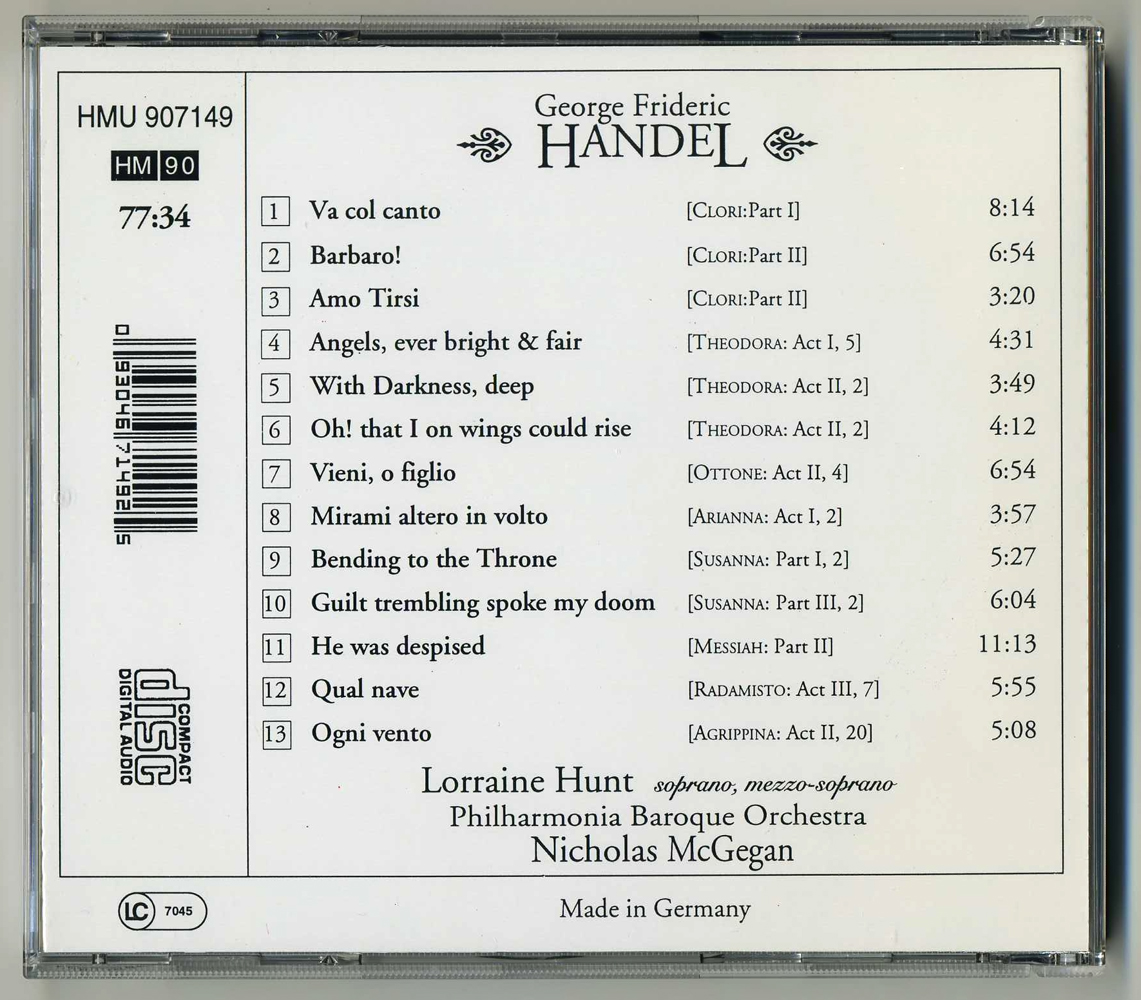 HMU 907149
HM 90
77:34
0 93046 71492 5
COMPACT
disc
DIGITAL AUDIO
George Frideric
HANDEL
1 Va col canto [CLORI:Part I] 8:14
2 Barbaro! [CLORI:Part II] 6:54
3 Amo Tirsi [CLORI:Part II] 3:20
4 Angels, ever bright & fair [THEODORA: Act I, 5] 4:31
5 With Darkness, deep [THEODORA: Act II, 2] 3:49
6 Oh! that I on wings could rise [THEODORA: Act II, 2] 4:12
7 Vieni, o figlio [OTTONE: Act II, 4] 6:54
8 Mirami altero in volto [ARIANNA: Act I, 2] 3:57
9 Bending to the Throne [SUSANNA: Part I, 2] 5:27
10 Guilt trembling spoke my doom [SUSANNA: Part III, 2] 6:04
11 He was despised [MESSIAH: Part II] 11:13
12 Qual nave [RADAMISTO: Act III, 7] 5:55
13 Ogni vento [AGRIPPINA: Act II, 20] 5:08
Lorraine Hunt soprano, mezzo-soprano
Philharmonia Baroque Orchestra
Nicholas McGegan
LC 7045
Made in Germany